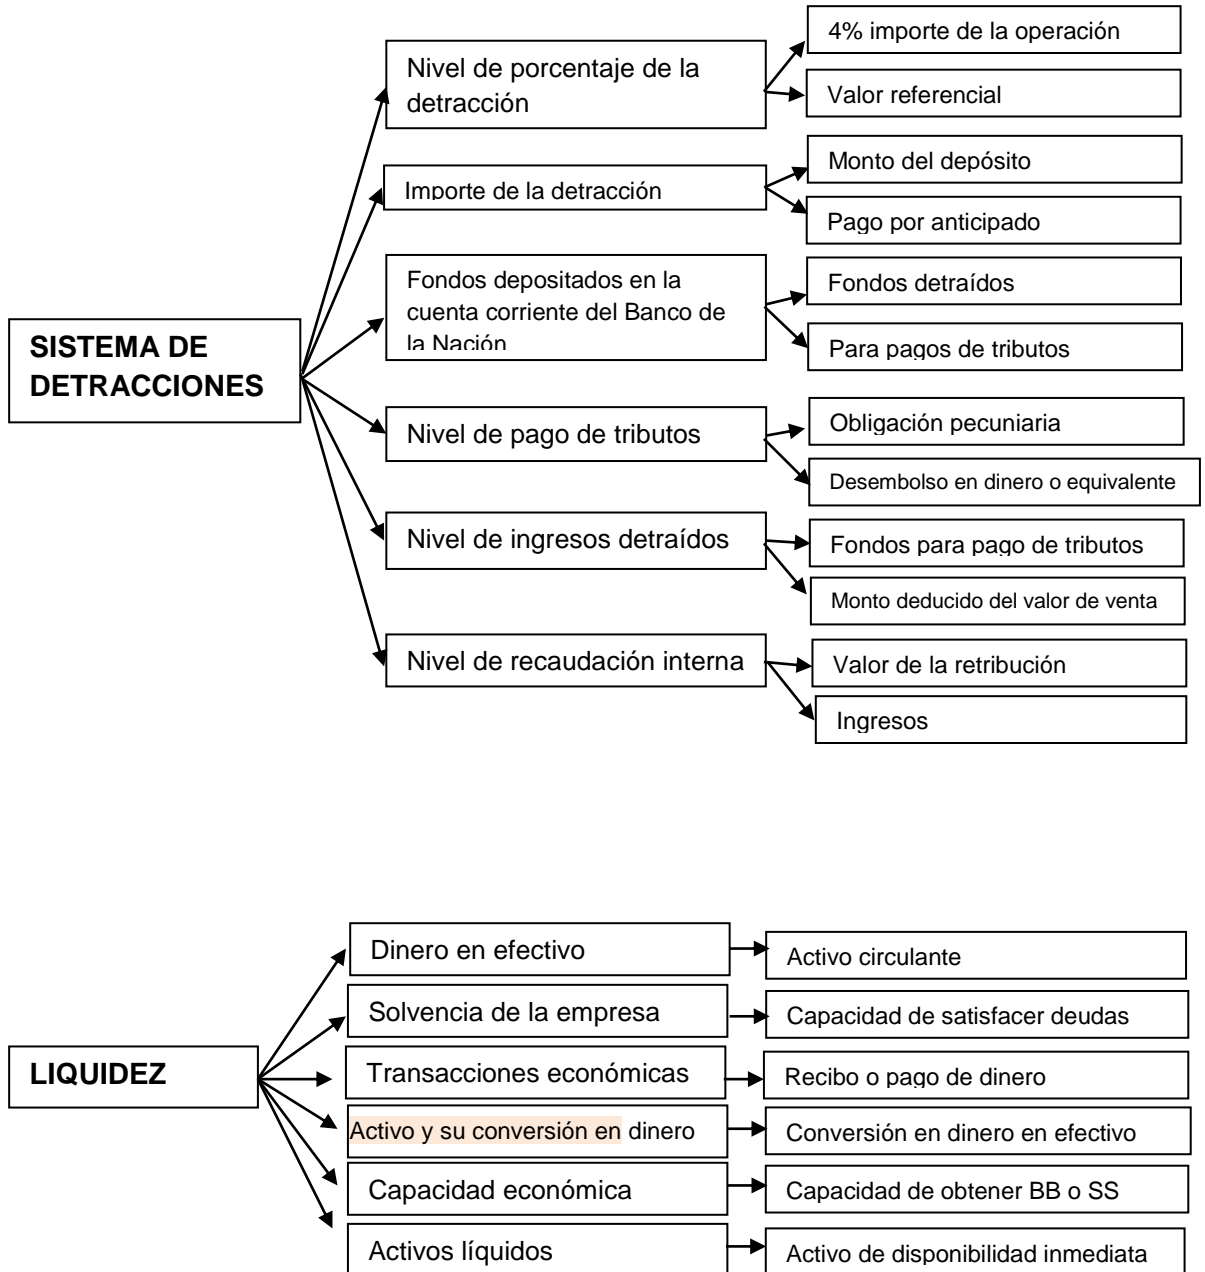 4% importe de la operación
Nivel de porcentaje de la
detracción
Valor referencial
Monto del depósito
Importe de la detracción
Pago por anticipado
Fondos depositados en la
cuenta corriente del Banco de
la Nación
Fondos detraídos
Para pagos de tributos
SISTEMA DE
DETRACCIONES
Nivel de pago de tributos
Obligación pecuniaria
Desembolso en dinero o equivalente
Nivel de ingresos detraídos
Fondos para pago de tributos
Monto deducido del valor de venta
Nivel de recaudación interna
Valor de la retribución
Ingresos
LIQUIDEZ
Dinero en efectivo
Activo circulante
Solvencia de la empresa
Capacidad de satisfacer deudas
Transacciones económicas
Recibo o pago de dinero
Activo y su conversión en dinero
Conversión en dinero en efectivo
Capacidad económica
Capacidad de obtener BB o SS
Activos líquidos
Activo de disponibilidad inmediata